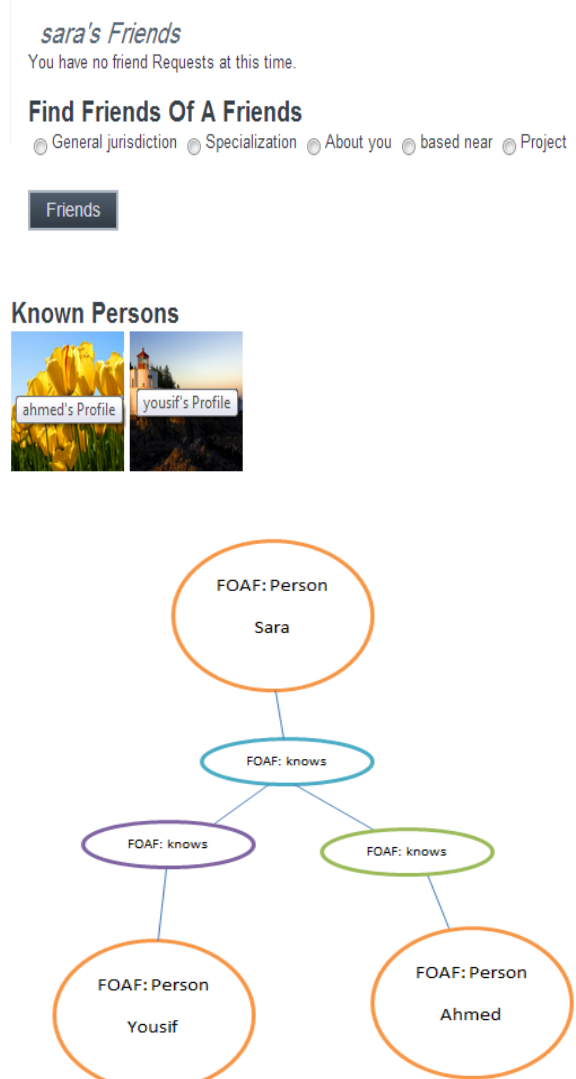 sara's Friends
You have no friend Requests at this time.
Find Friends Of A Friends
General jurisdiction Specialization About you based near Project
Friends
Known Persons
ahmed's Profile yousif's Profile
FOAF: Person
Sara
FOAF: knows
FOAF: knows FOAF: knows
FOAF: Person
Yousif
FOAF: Person
Ahmed